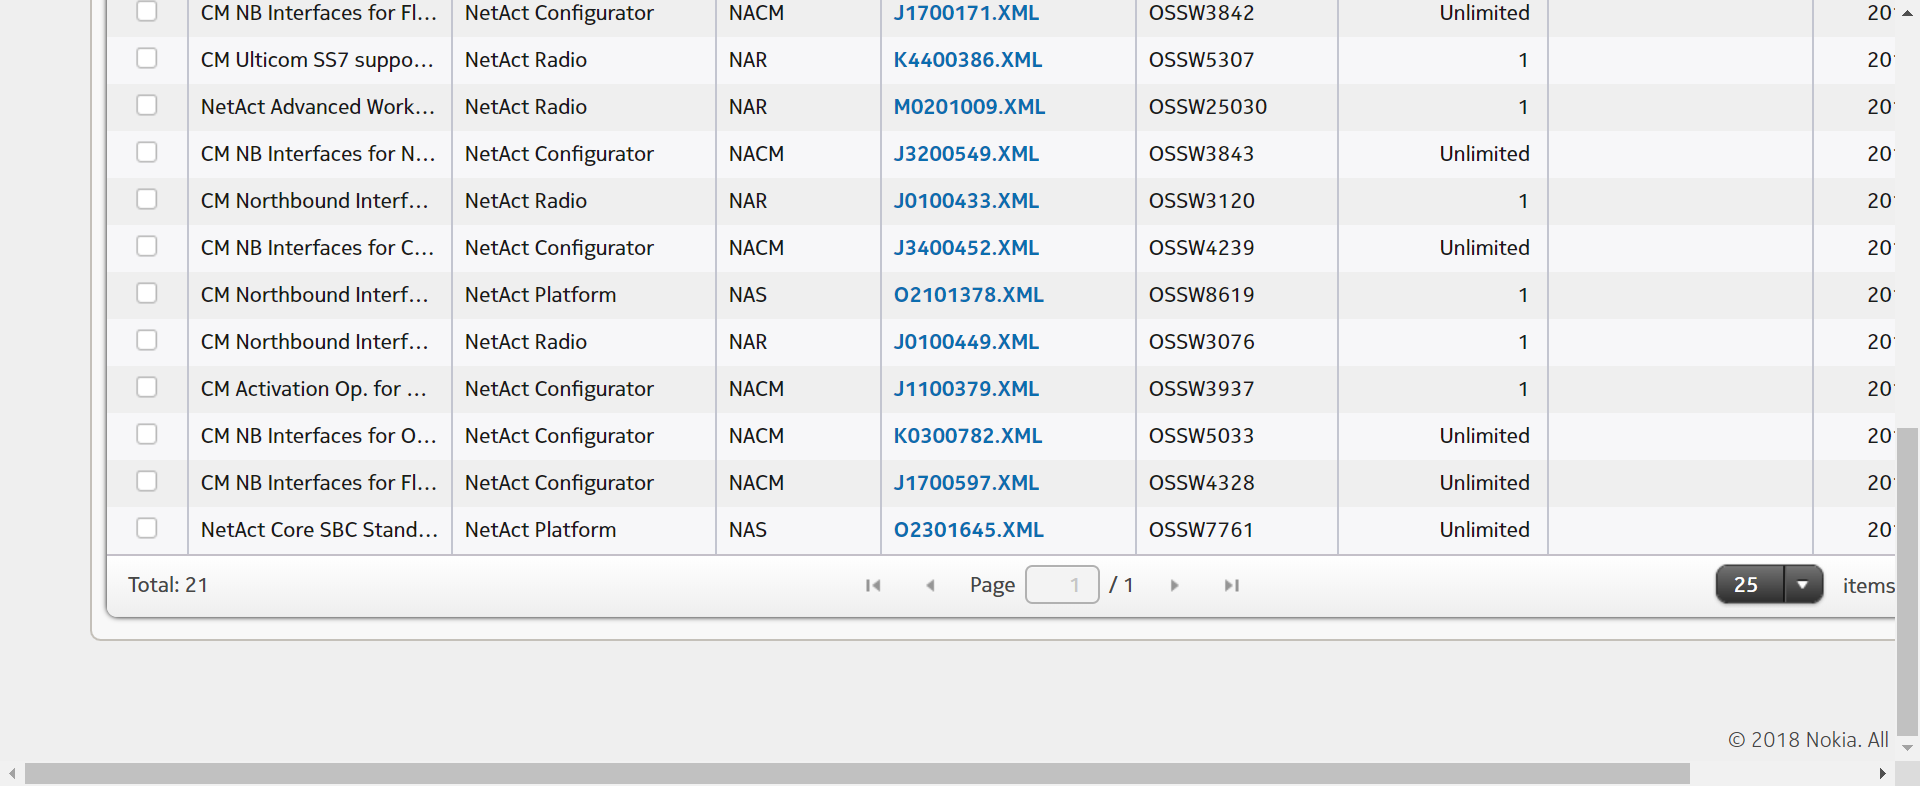 CM NB Interfaces for Fl... NetAct Configurator NACM J1700171.XML OSSW3842 Unlimited 20
CM Ulticom SS7 suppo... NetAct Radio NAR K4400386.XML OSSW5307 1 20
NetAct Advanced Work... NetAct Radio NAR M0201009.XML OSSW25030 1 20
CM NB Interfaces for N... NetAct Configurator NACM J3200549.XML OSSW3843 Unlimited 20
CM Northbound Interf... NetAct Radio NAR J0100433.XML OSSW3120 1 20
CM NB Interfaces for C... NetAct Configurator NACM J3400452.XML OSSW4239 Unlimited 20
CM Northbound Interf... NetAct Platform NAS O2101378.XML OSSW8619 1 20
CM Northbound Interf... NetAct Radio NAR J0100449.XML OSSW3076 1 20
CM Activation Op. for ... NetAct Configurator NACM J1100379.XML OSSW3937 1 20
CM NB Interfaces for O... NetAct Configurator NACM K0300782.XML OSSW5033 Unlimited 20
CM NB Interfaces for Fl... NetAct Configurator NACM J1700597.XML OSSW4328 Unlimited 20
NetAct Core SBC Stand... NetAct Platform NAS O2301645.XML OSSW7761 Unlimited 20
Total: 21 Page 1 / 1 25 items
© 2018 Nokia. All